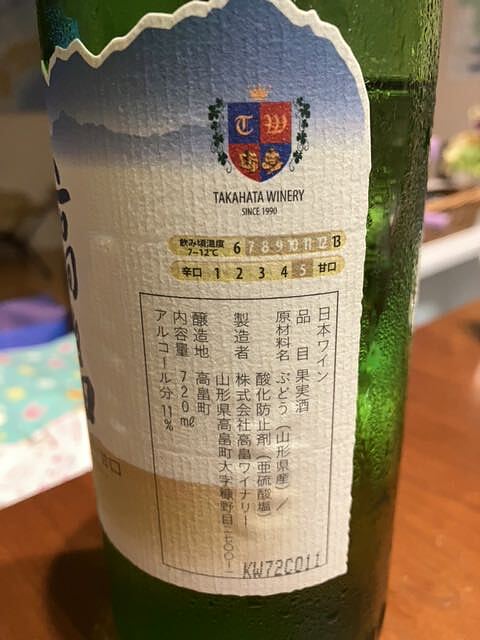 T W
TAKAHATA WINERY
SINCE 1990
飲み頃温度
7~12℃
6 7 8 9 10 11 12 13
辛口 1 2 3 4 5 甘口
日本ワイン
品目 果実酒
原材料名 ぶどう（山形県産）／
酸化防止剤（亜硫酸塩）
製造者 株式会社高畠ワイナリー
山形県高畠町大字糠野目二七〇〇-一
醸造地 高畠町
内容量 720ml
アルコール分 11%
KW72C011